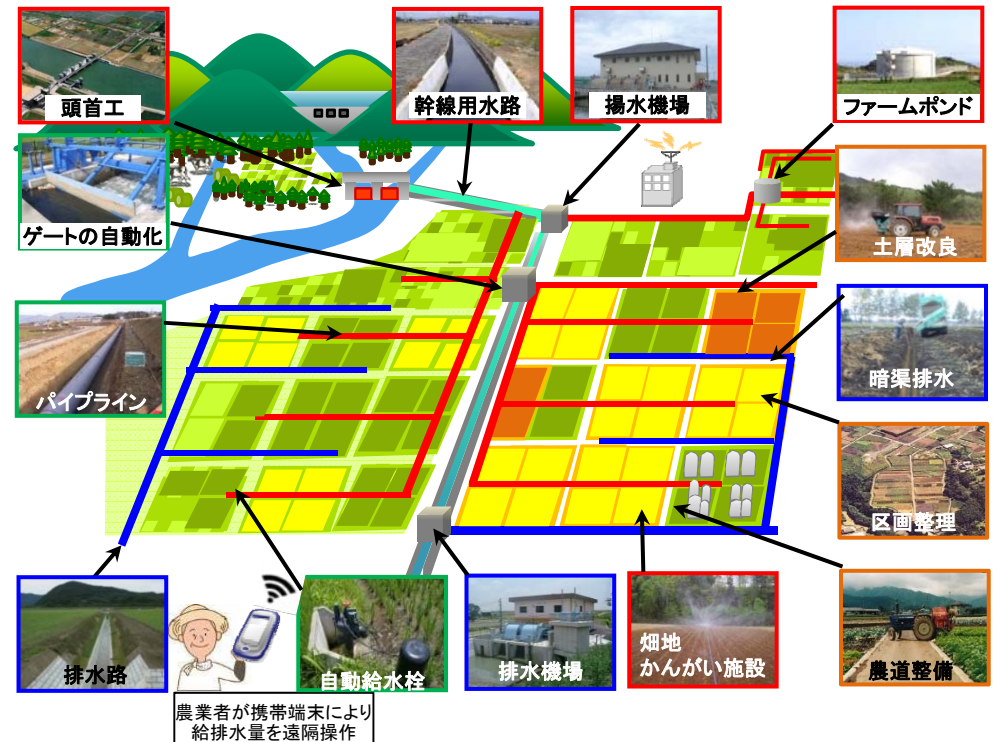 頭首工
幹線用水路
揚水機場
ファームポンド
ゲートの自動化
土層改良
パイプライン
暗渠排水
区画整理
排水路
自動給水栓
排水機場
畑地
かんがい施設
農道整備
農業者が携帯端末により
給排水量を遠隔操作